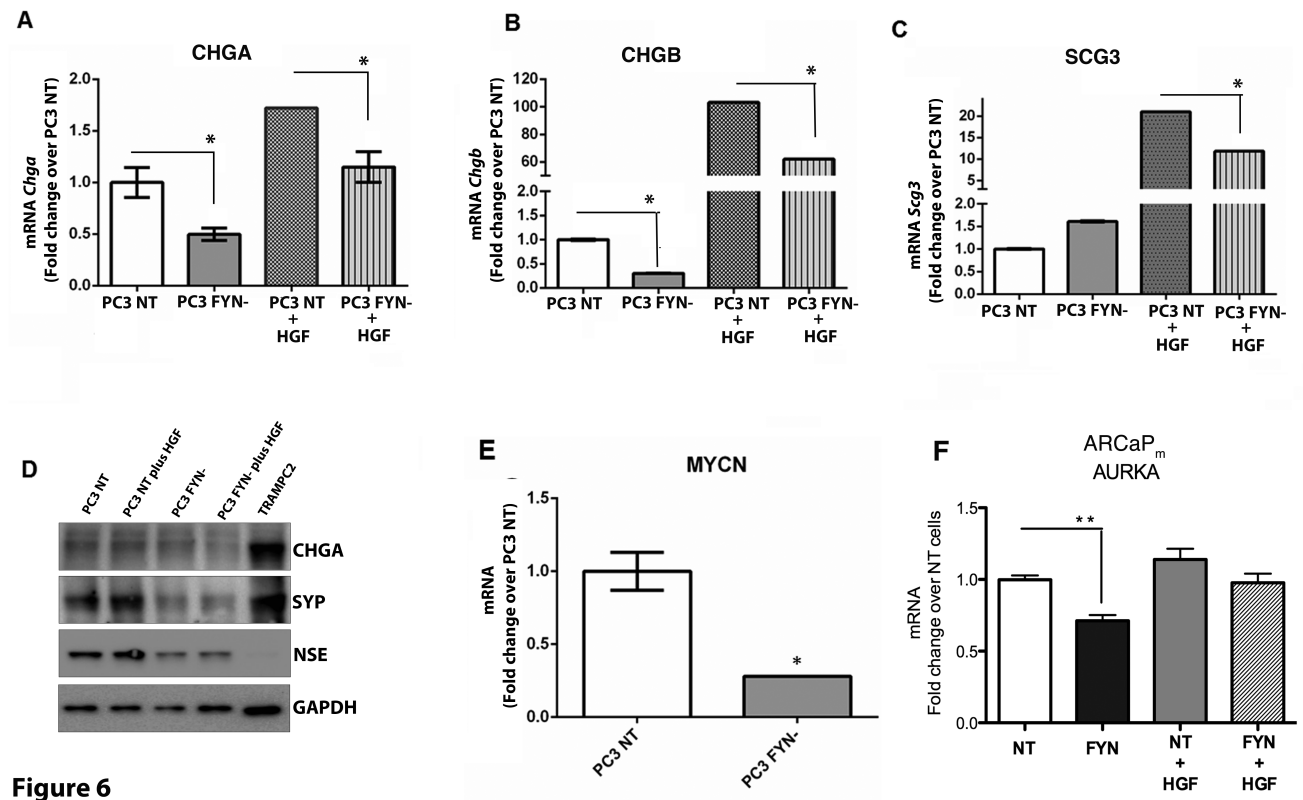 A
CHGA
mRNA Chga
(Fold change over PC3 NT)
2.0
1.5
1.0
0.5
0.0
*
*
PC3 NT
PC3 FYN-
PC3 NT
+
HGF
PC3 FYN-
+
HGF
B
CHGB
mRNA Chgb
(Fold change over PC3 NT)
120
100
80
60
2.0
1.5
1.0
0.5
0.0
*
*
PC3 NT
PC3 FYN-
PC3 NT
+
HGF
PC3 FYN-
+
HGF
C
SCG3
mRNA Scg3
(Fold change over PC3 NT)
20
15
10
5
2.0
1.5
1.0
0.5
0.0
*
PC3 NT
PC3 FYN-
PC3 NT
+
HGF
PC3 FYN-
+
HGF
D
PC3 NT
PC3 NT plus HGF
PC3 FYN-
PC3 FYN- plus HGF
TRAMPC2
CHGA
SYP
NSE
GAPDH
E
MYCN
mRNA
(Fold change over PC3 NT)
1.5
1.0
0.5
0.0
*
PC3 NT
PC3 FYN-
F
ARCaPm
AURKA
mRNA
Fold change over NT cells
1.5
1.0
0.5
0.0
**
NT
FYN
NT
+
HGF
FYN
+
HGF
Figure 6